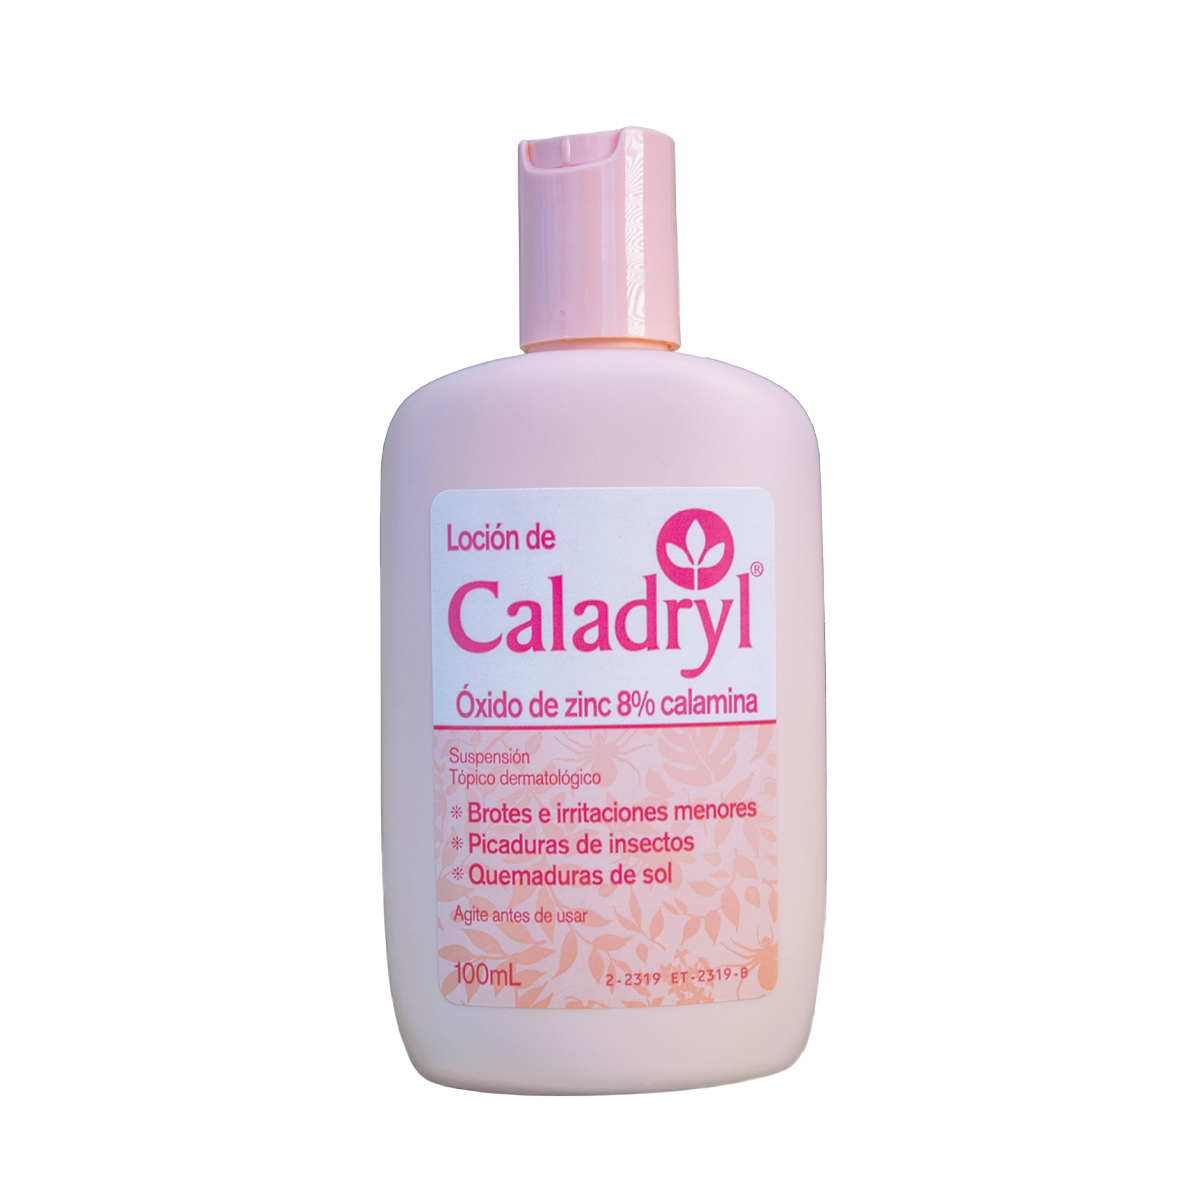 Loción de
Caladryl®
Óxido de zinc 8% calamina
Suspensión
Tópico dermatológico
* Brotes e irritaciones menores
* Picaduras de insectos
* Quemaduras de sol
Agite antes de usar
100mL 2-2319 ET-2319-B